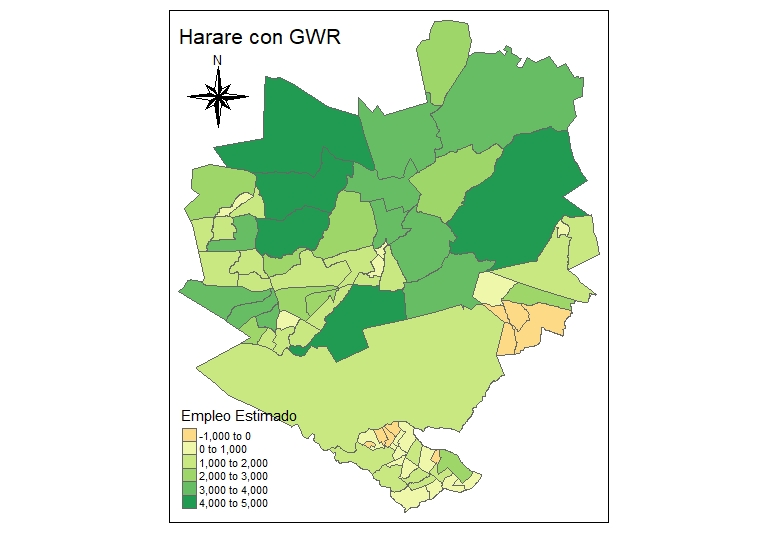 Harare con GWR
N
Empleo Estimado
-1,000 to 0
0 to 1,000
1,000 to 2,000
2,000 to 3,000
3,000 to 4,000
4,000 to 5,000